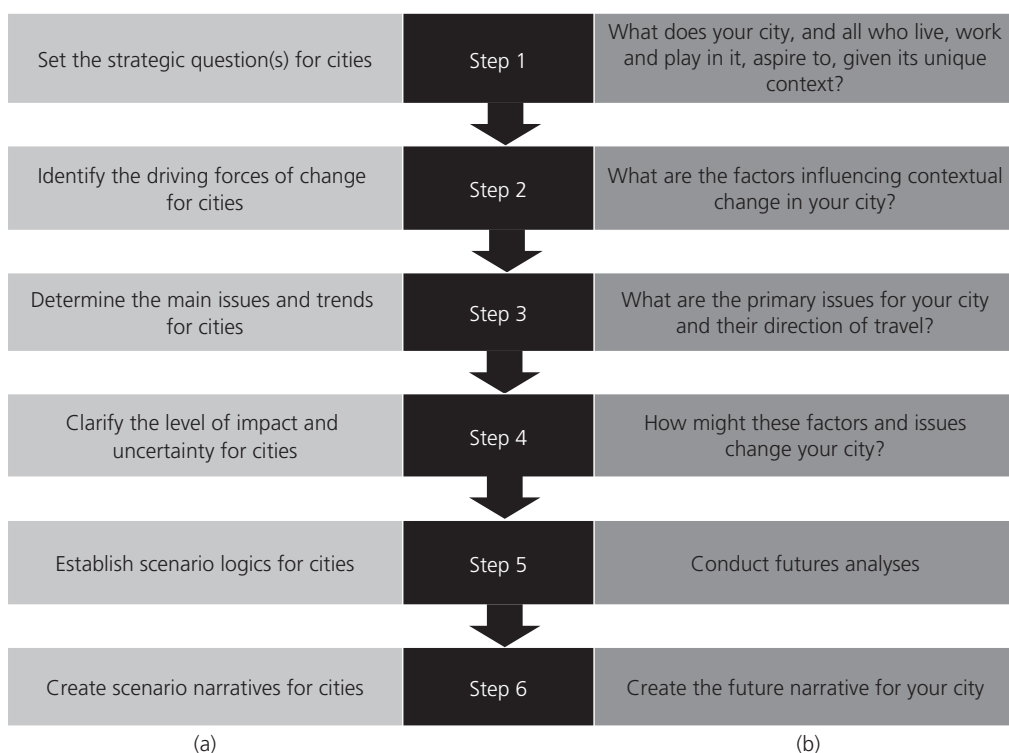 Set the strategic question(s) for cities
Step 1
What does your city, and all who live, work
and play in it, aspire to, given its unique
context?
Identify the driving forces of change
for cities
Step 2
What are the factors influencing contextual
change in your city?
Determine the main issues and trends
for cities
Step 3
What are the primary issues for your city
and their direction of travel?
Clarify the level of impact and
uncertainty for cities
Step 4
How might these factors and issues
change your city?
Establish scenario logics for cities
Step 5
Conduct futures analyses
Create scenario narratives for cities
Step 6
Create the future narrative for your city
(a)
(b)